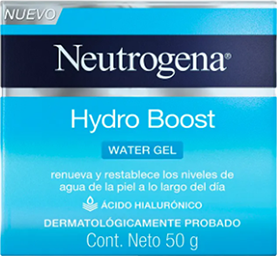 NUEVO
Neutrogena®
Hydro Boost
WATER GEL
renueva y restablece los niveles de
agua de la piel a lo largo del día
ÁCIDO HIALURÓNICO
DERMATOLÓGICAMENTE PROBADO
Cont. Neto 50 g